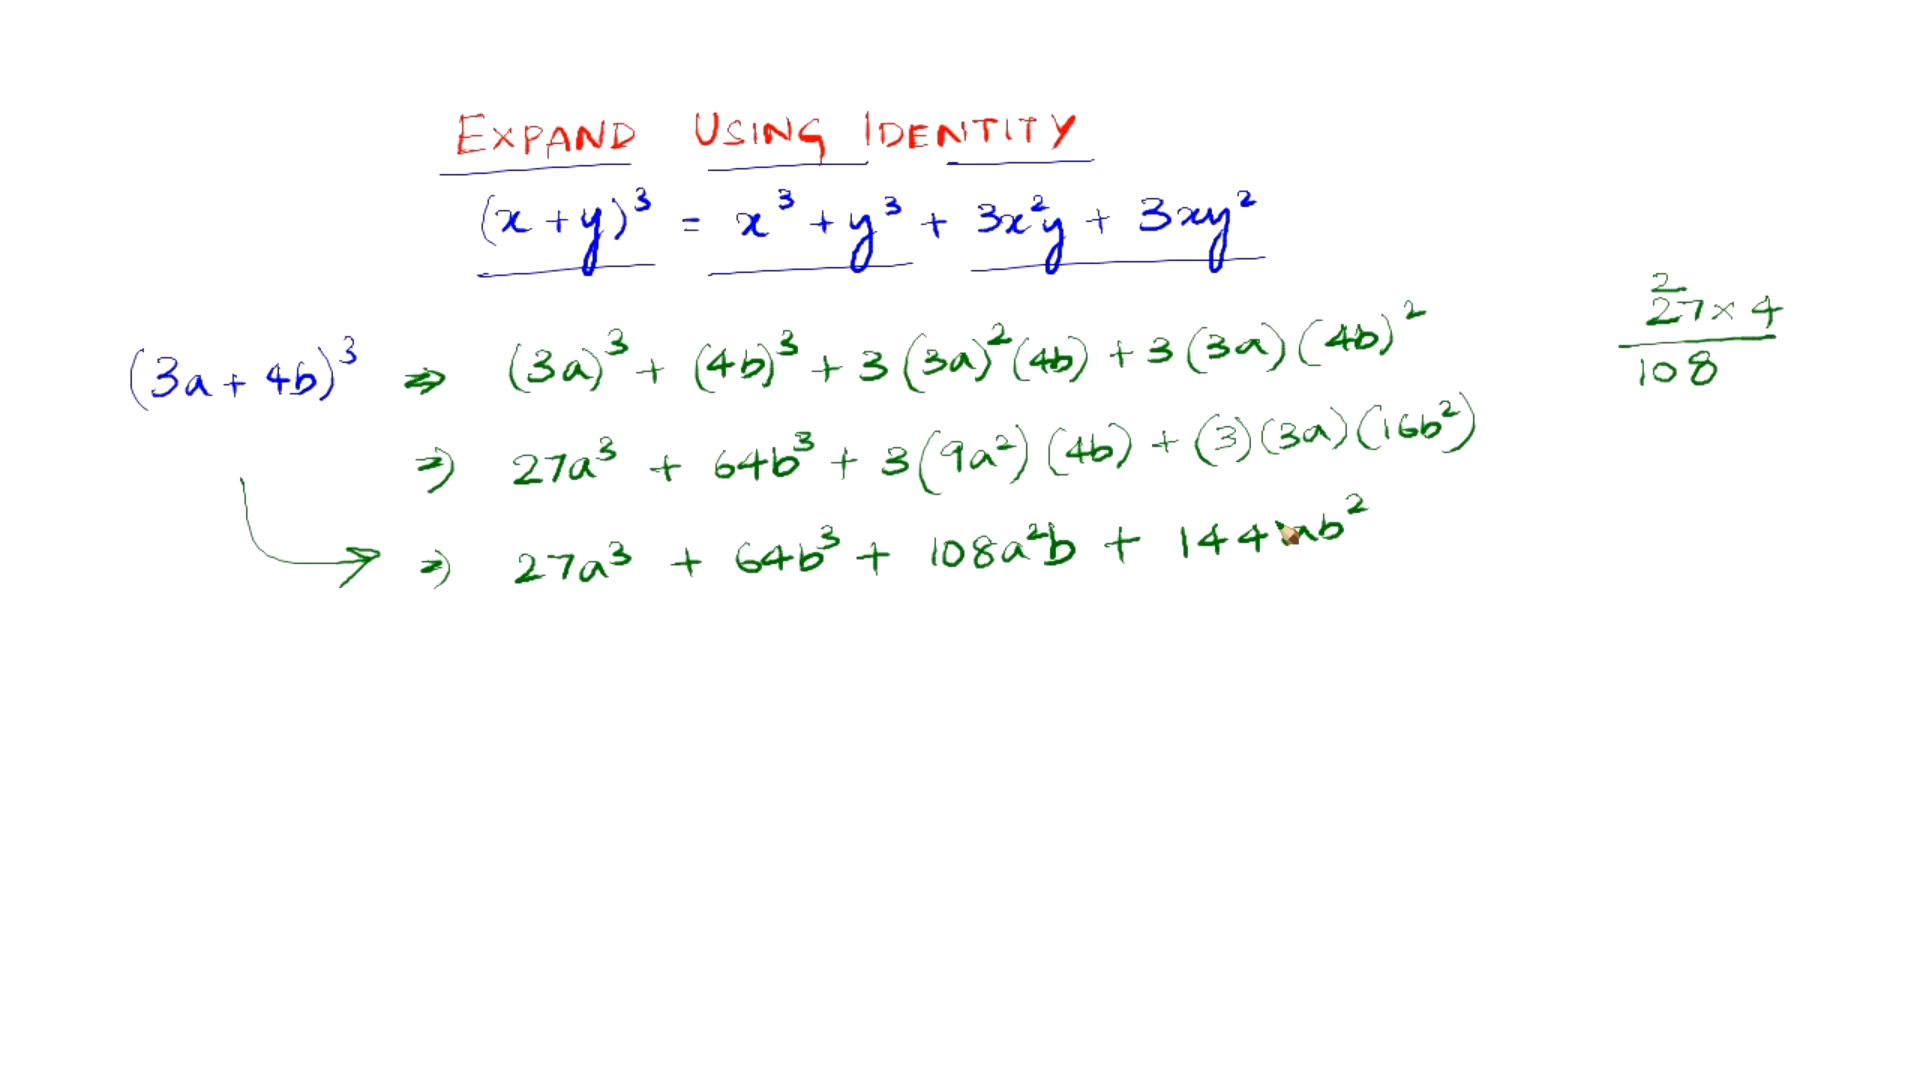 EXPAND USING IDENTITY
(x+y)³ = x³ + y³ + 3x²y + 3xy²
(3a + 4b)³ ⇒ (3a)³ + (4b)³ + 3(3a)²(4b) + 3(3a)(4b)²
⇒ 27a³ + 64b³ + 3(9a²)(4b) + (3)(3a)(16b²)
⇒ 27a³ + 64b³ + 108a²b + 144ab²
2
27×4
108